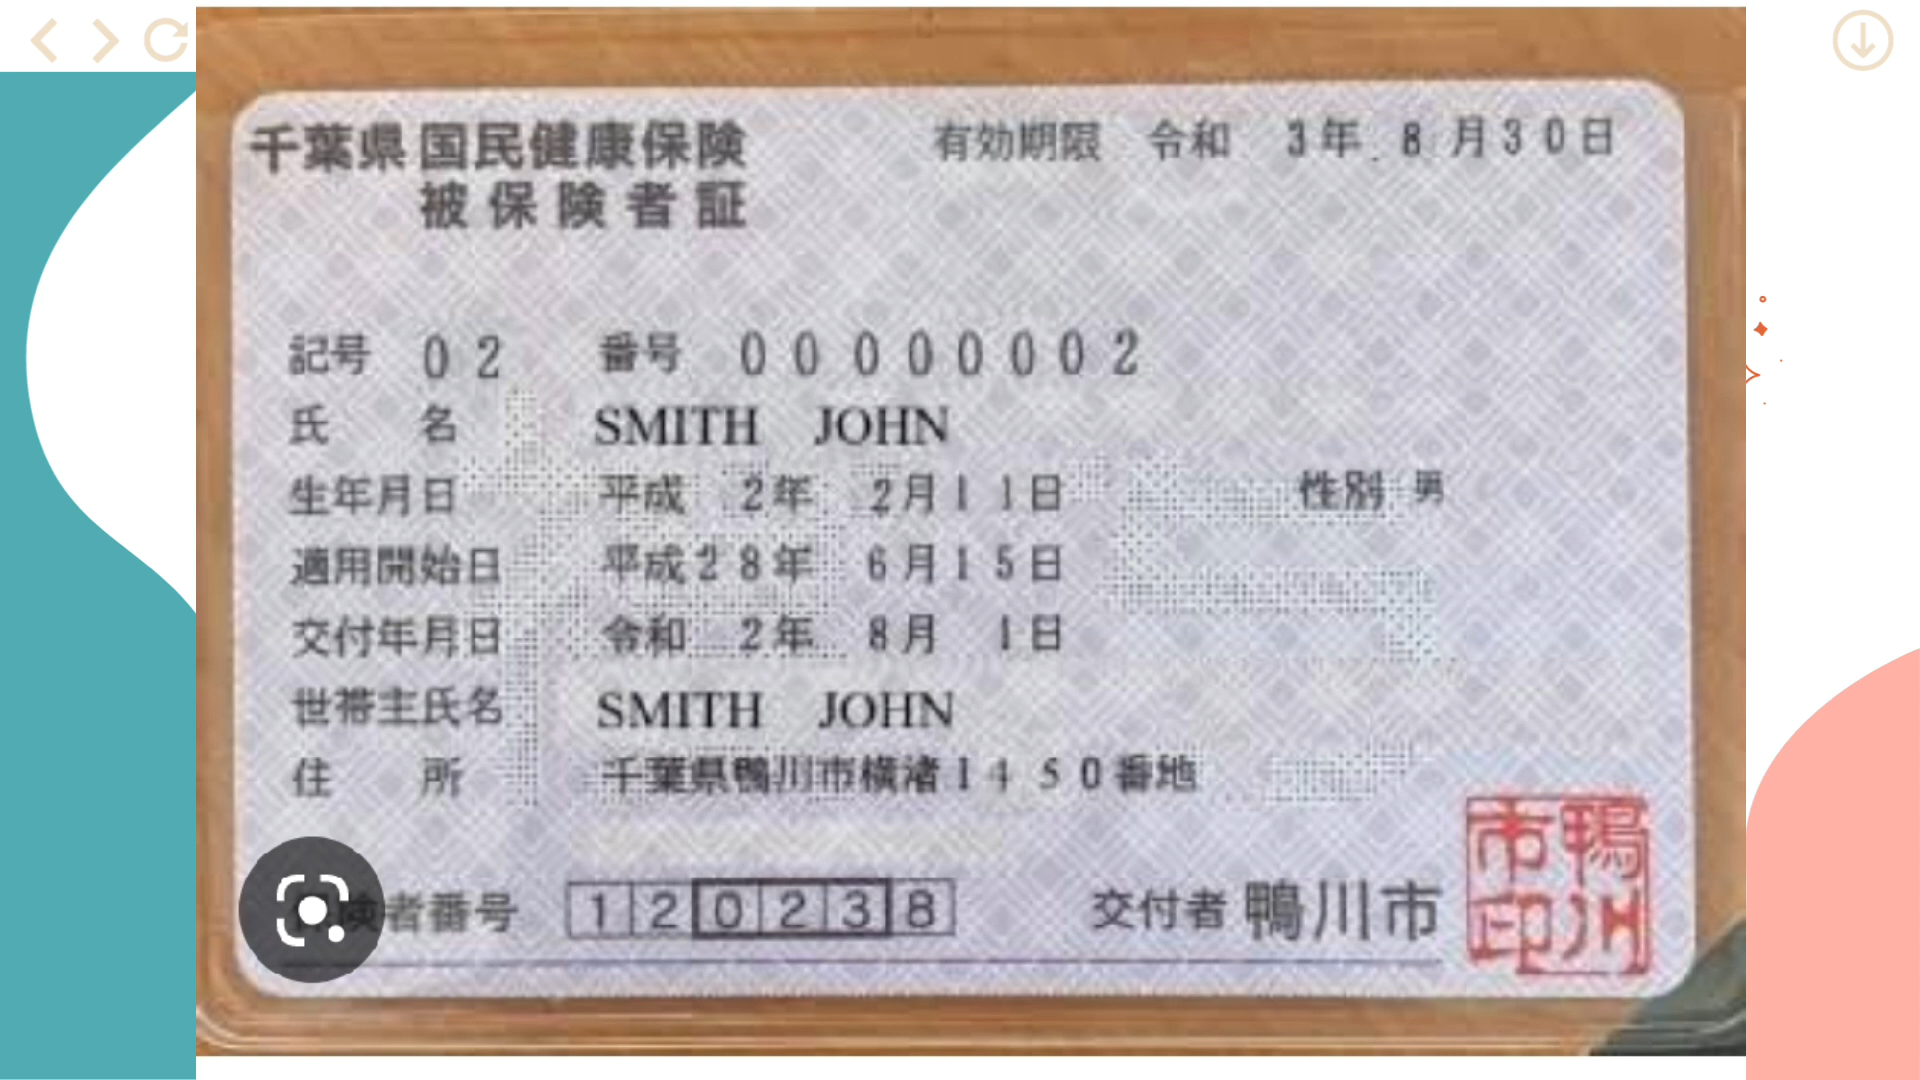 千葉県 国民健康保険 有効期限 令和 3年 8月30日
被保険者証
記号 02 番号 00000002
氏 名 SMITH JOHN
生年月日 平成 2年 2月11日 性別 男
適用開始日 平成28年 6月15日
交付年月日 令和 2年 8月 1日
世帯主氏名 SMITH JOHN
住 所 千葉県鴨川市横渚1450番地
者番号 120238 交付者 鴨川市
鴨川
市印